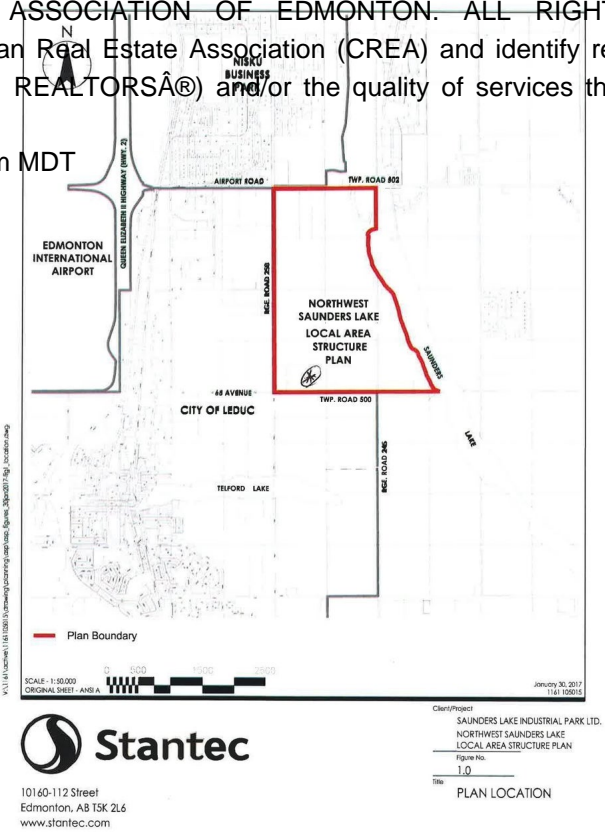 ASSOCIATION OF EDMONTON. ALL RIGHT
an Real Estate Association (CREA) and identify re
REALTORSÂ®) and/or the quality of services th
m MDT
N
NISKU
BUSINESS
PARK
QUEEN ELIZABETH II HIGHWAY (HWY. 2)
AIRPORT ROAD
TWP. ROAD 502
EDMONTON
INTERNATIONAL
AIRPORT
RGE. ROAD 250
NORTHWEST
SAUNDERS LAKE
LOCAL AREA
STRUCTURE
PLAN
SAUNDERS
LAKE
65 AVENUE
CITY OF LEDUC
TWP. ROAD 500
RGE. ROAD 245
TELFORD LAKE
Plan Boundary
0 500 1500 2500
SCALE - 1:50,000
ORIGINAL SHEET - ANSI A
January 30, 2017
1161 105015
Stantec
10160-112 Street
Edmonton, AB T5K 2L6
www.stantec.com
Client/Project
SAUNDERS LAKE INDUSTRIAL PARK LTD.
NORTHWEST SAUNDERS LAKE
LOCAL AREA STRUCTURE PLAN
Figure No.
1.0
Title
PLAN LOCATION